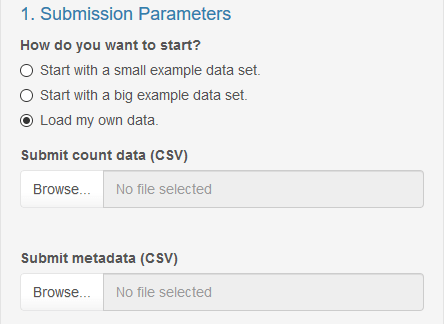 1. Submission Parameters
How do you want to start?
Start with a small example data set.
Start with a big example data set.
Load my own data.
Submit count data (CSV)
Browse... No file selected
Submit metadata (CSV)
Browse... No file selected